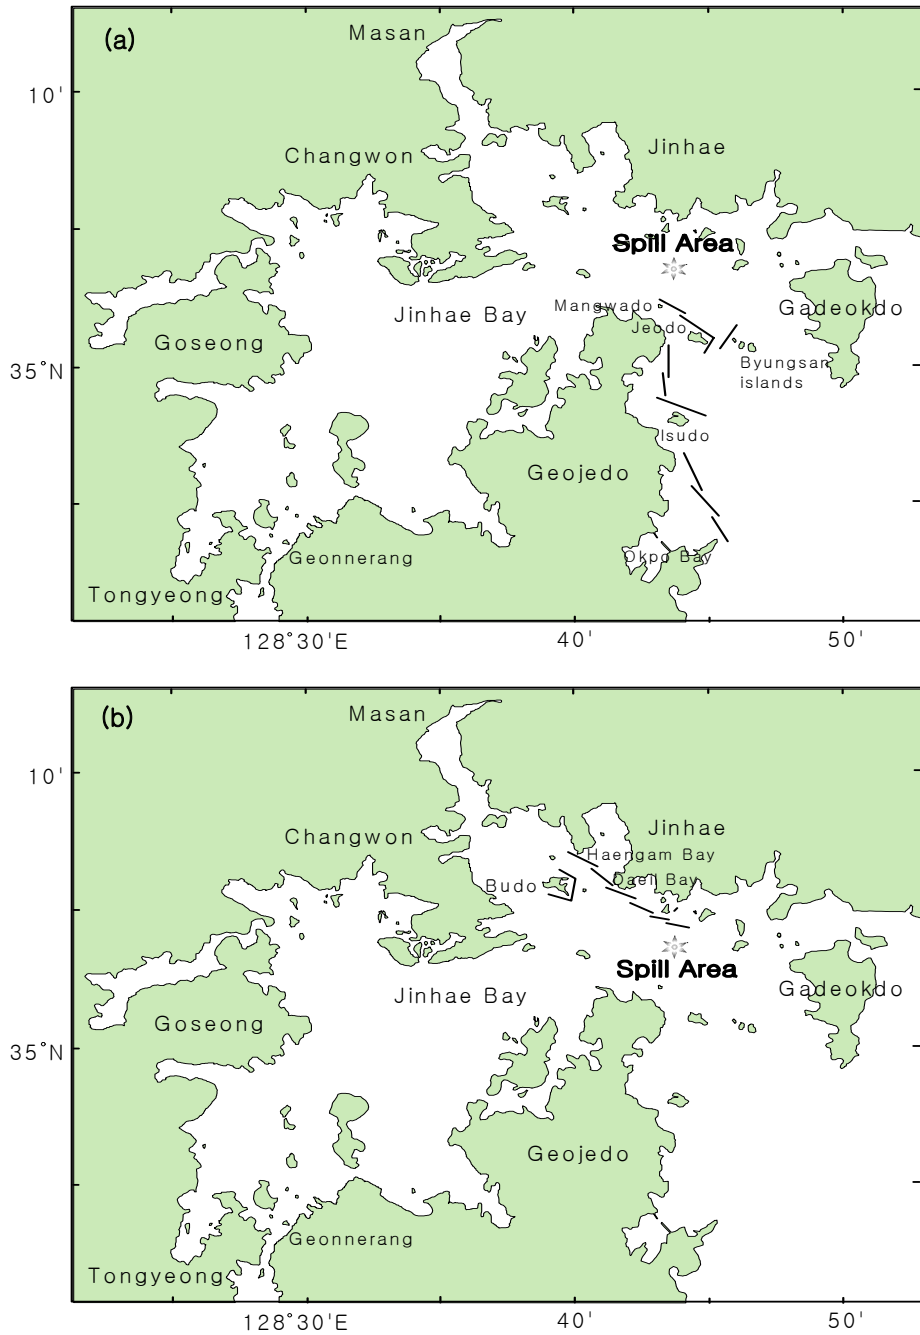 (a)
Masan
10'
Changwon
Jinhae
Spill Area
Mangwado
Gadeokdo
Jinhae Bay
Jeodo
Goseong
Byungsan
islands
35°N
Isudo
Geojedo
Geonnerang
Okpo Bay
Tongyeong
128°30'E
40'
50'
(b)
Masan
10'
Changwon
Jinhae
Haengam Bay
Daeil Bay
Budo
Spill Area
Gadeokdo
Jinhae Bay
Goseong
35°N
Geojedo
Geonnerang
Tongyeong
128°30'E
40'
50'